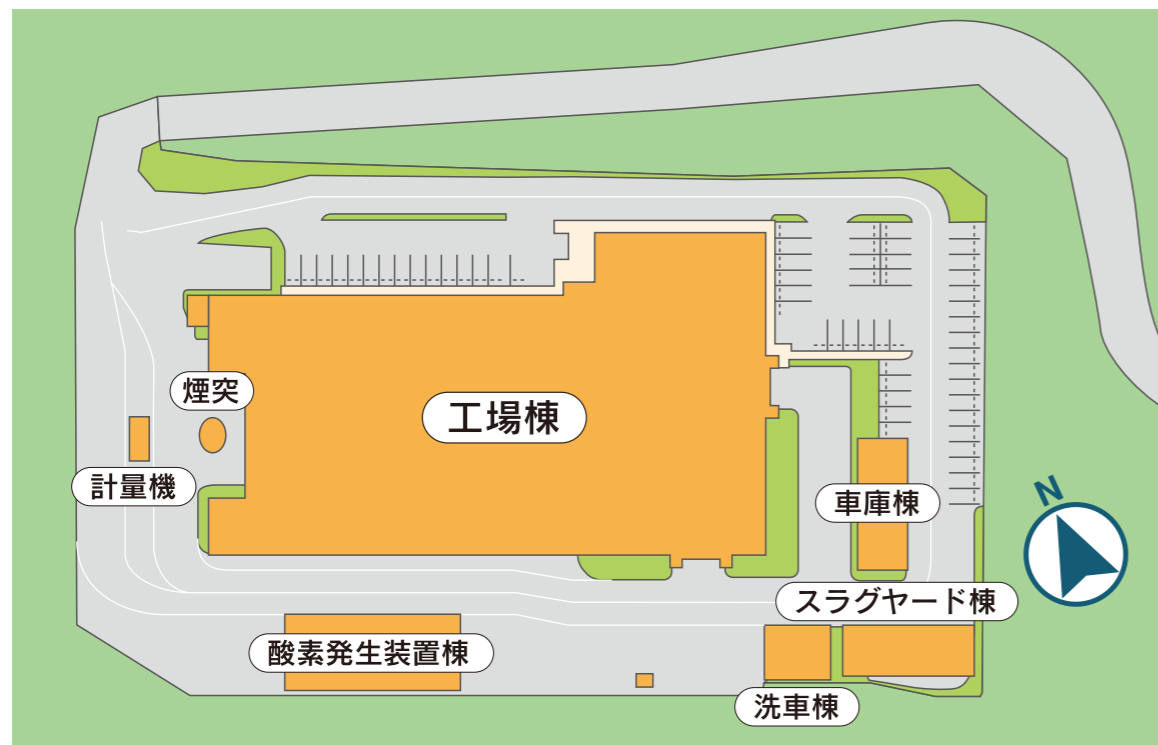 煙突
工場棟
計量機
車庫棟
N
スラグヤード棟
酸素発生装置棟
洗車棟